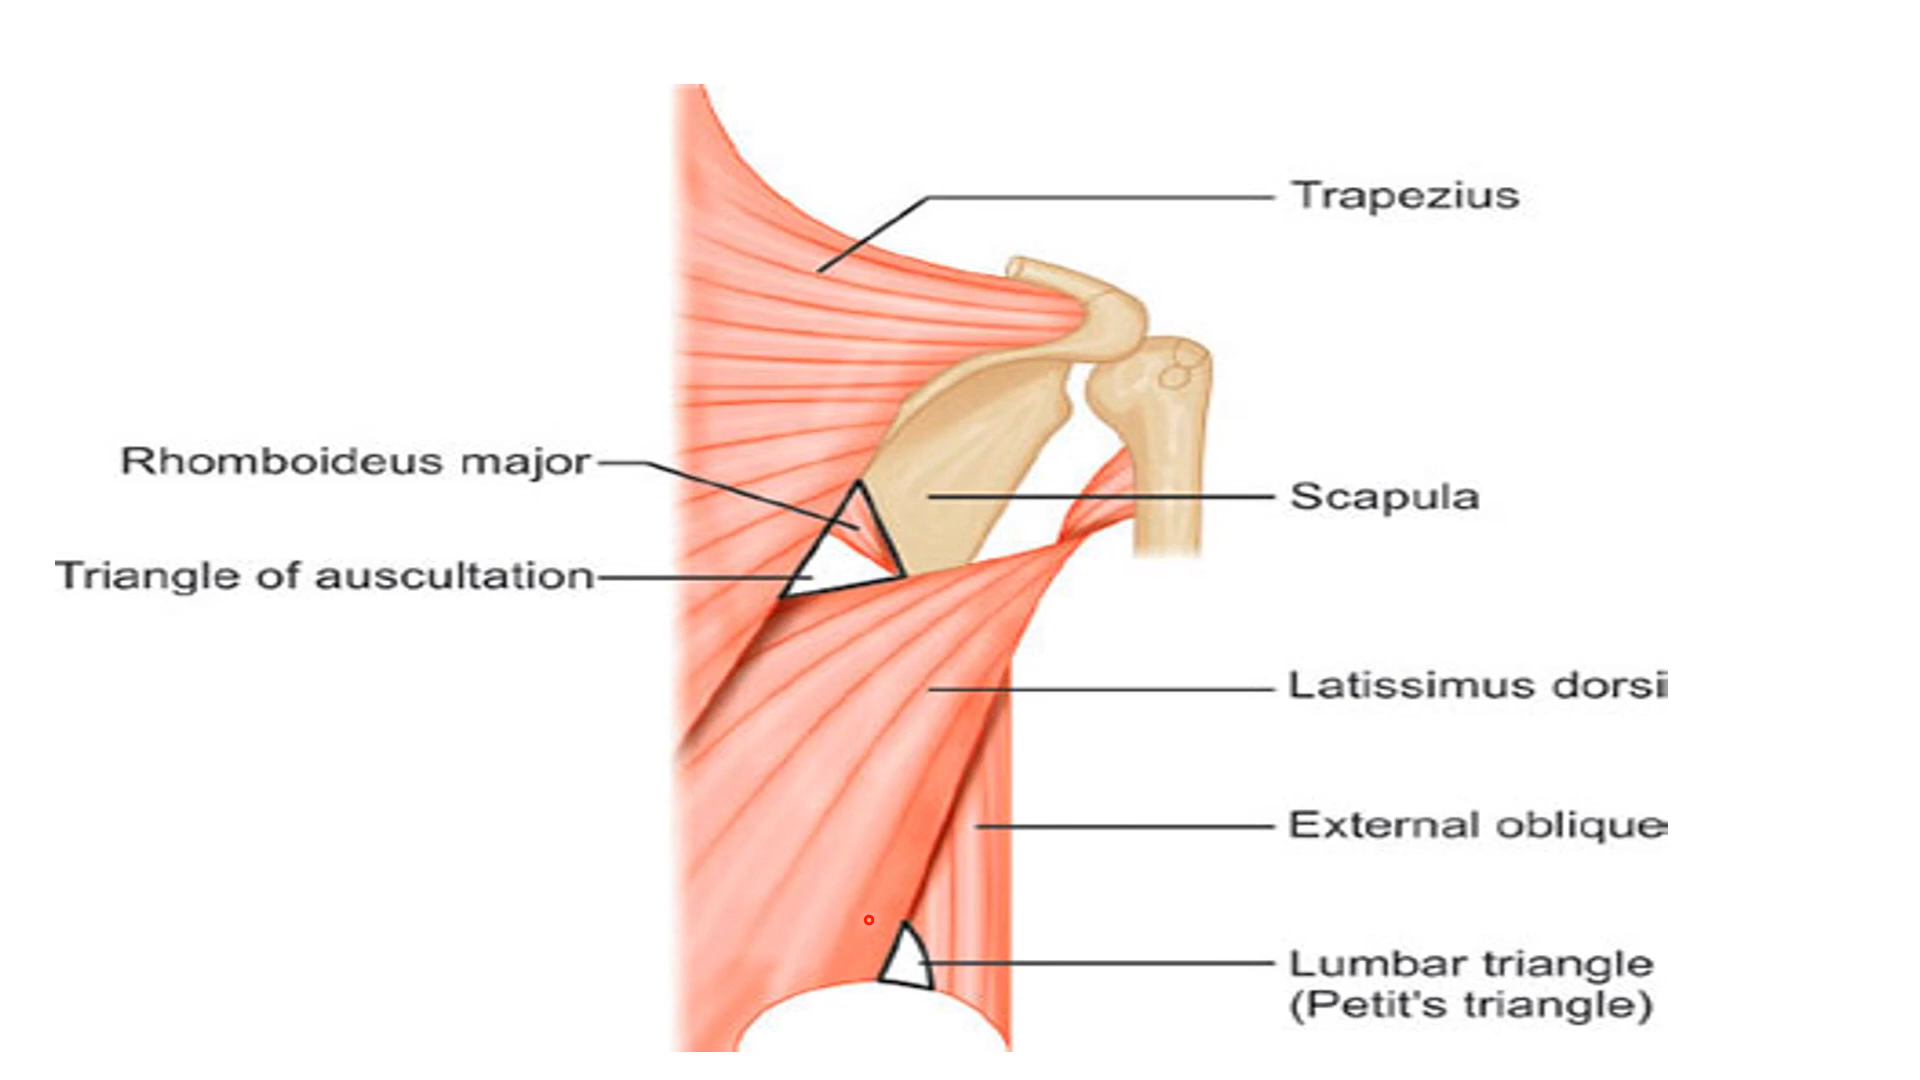 Trapezius
Rhomboideus major
Scapula
Triangle of auscultation
Latissimus dorsi
External oblique
Lumbar triangle
(Petit's triangle)